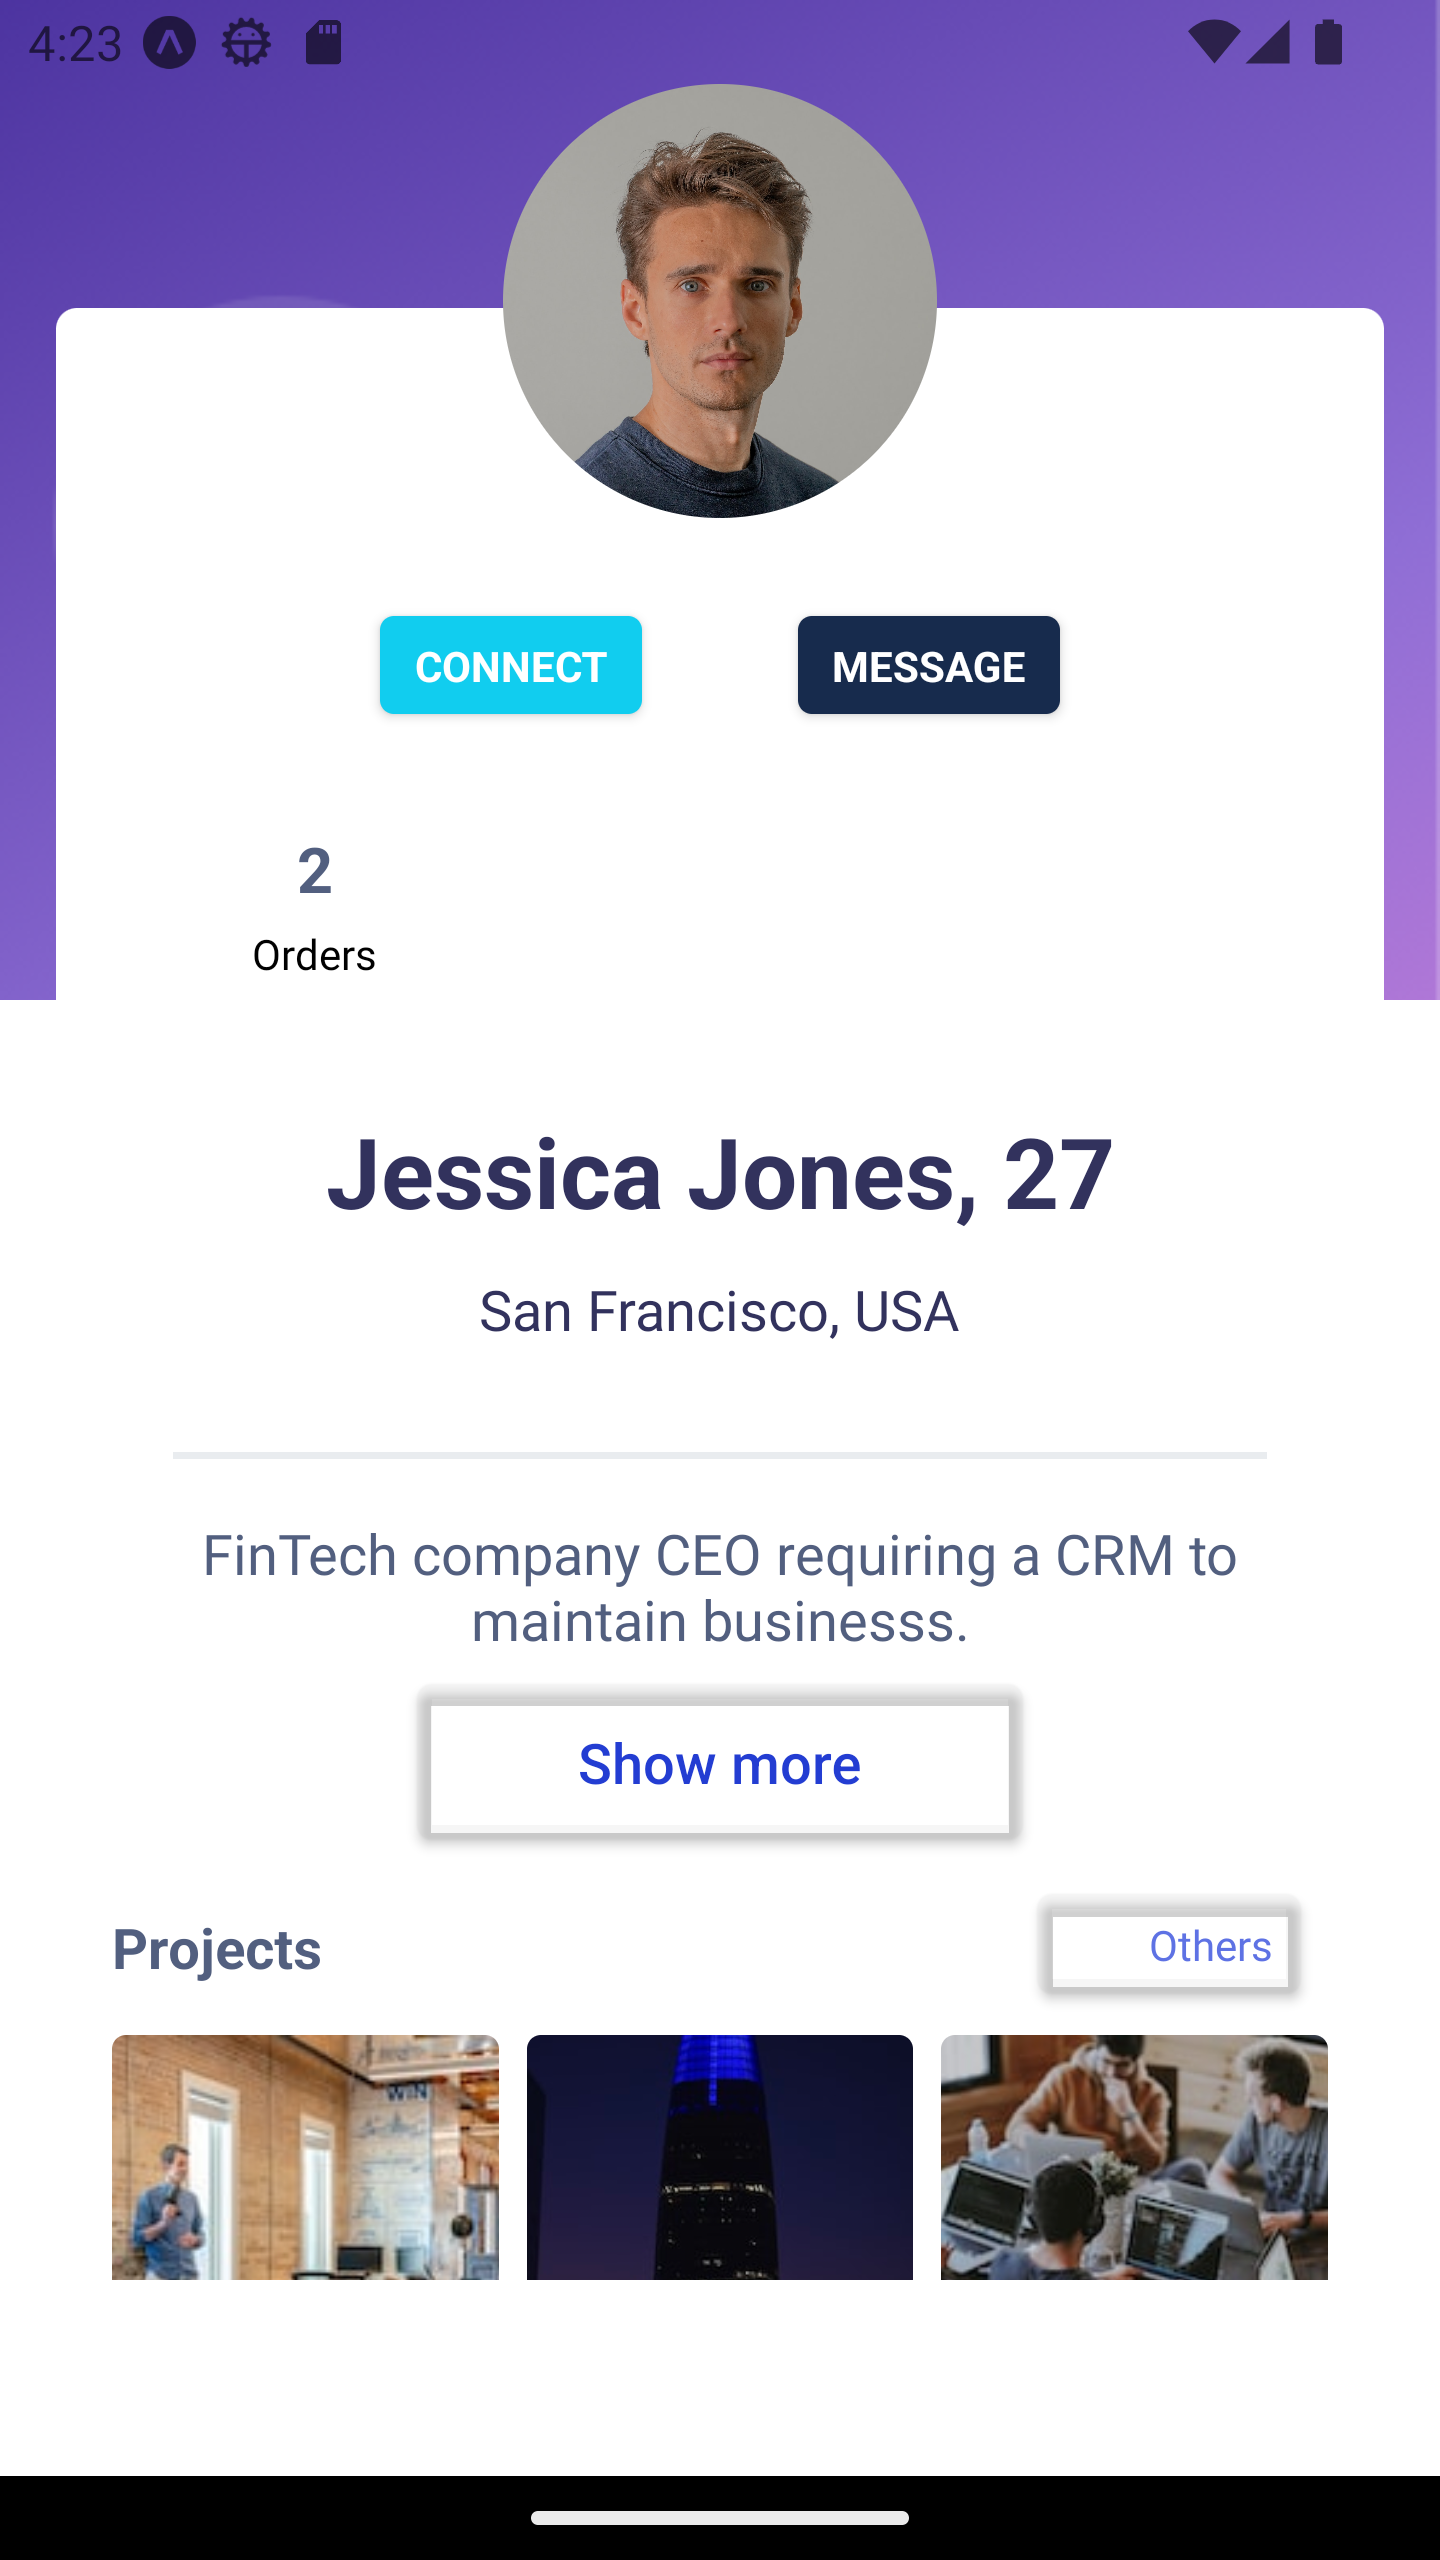 4:23
CONNECT
MESSAGE
2
Orders
Jessica Jones, 27
San Francisco, USA
FinTech company CEO requiring a CRM to
maintain businesss.
Show more
Projects
Others
WIN